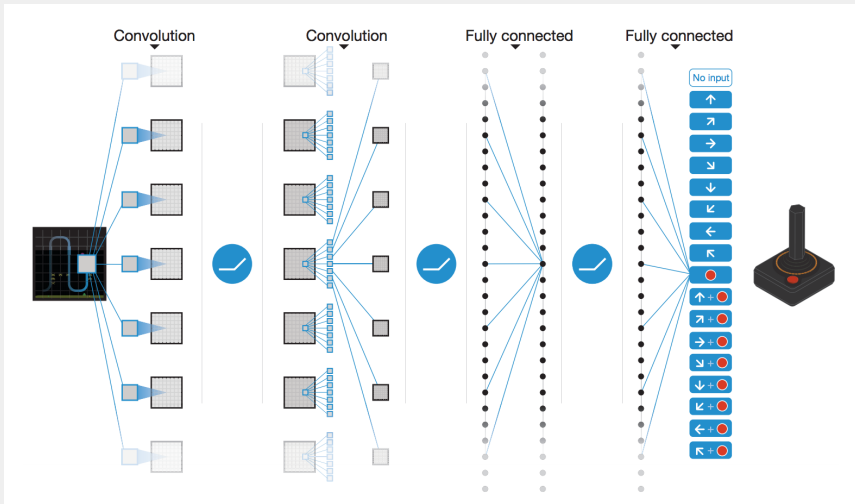 Convolution
Convolution
Fully connected
Fully connected
No input
+
+
+
+
+
+
+
+